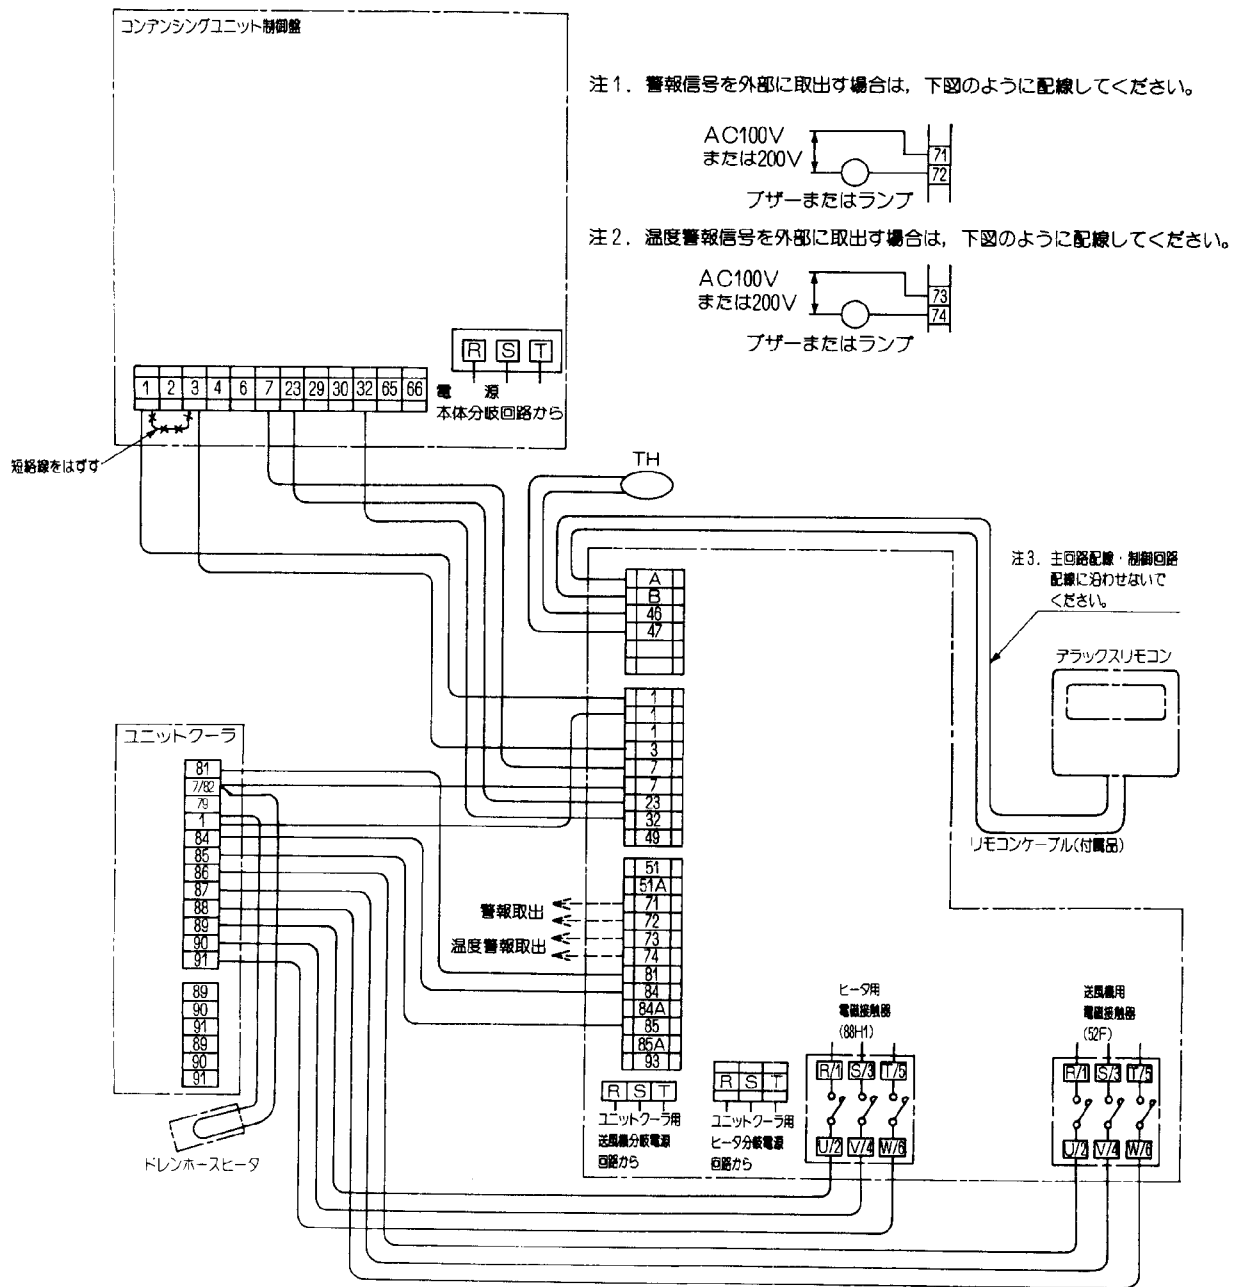 コンデンシングユニット制御盤
注1. 警報信号を外部に取出す場合は, 下図のように配線してください。
AC100V
または200V
71
72
ブザーまたはランプ
注2. 温度警報信号を外部に取出す場合は, 下図のように配線してください。
AC100V
または200V
73
74
ブザーまたはランプ
R S T
1 2 3 4 6 7 23 29 30 32 65 66
電 源
本体分岐回路から
短絡線をはずす
TH
A
B
46
47
注3. 主回路配線・制御回路
配線に沿わせないで
ください。
デラックスリモコン
リモコンケーブル(付属品)
1
1
1
3
7
7
23
32
49
ユニットクーラ
81
7/82
79
1
84
85
86
87
88
89
90
91
89
90
91
89
90
91
ドレンホースヒータ
51
51A
71
72
73
74
81
84
84A
85
85A
93
警報取出
温度警報取出
R S T
ユニットクーラ用
送風機分岐電源
回路から
R S T
ユニットクーラ用
ヒータ分岐電源
回路から
ヒータ用
電磁接触器
(88H1)
R/1 S/3 T/5
U/2 V/4 W/6
送風機用
電磁接触器
(52F)
R/1 S/3 T/5
U/2 V/4 W/6